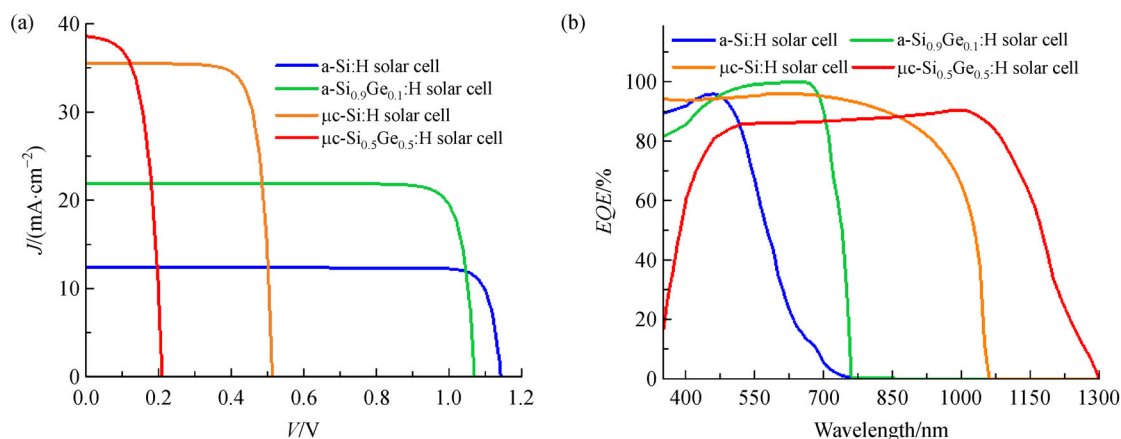 (a)
40
30
20
10
0
J/(mA·cm−2)
a-Si:H solar cell
a-Si0.9Ge0.1:H solar cell
μc-Si:H solar cell
μc-Si0.5Ge0.5:H solar cell
0.0 0.2 0.4 0.6 0.8 1.0 1.2
V/V
(b)
a-Si:H solar cell a-Si0.9Ge0.1:H solar cell
μc-Si:H solar cell μc-Si0.5Ge0.5:H solar cell
100
80
60
40
20
0
EQE/%
400 550 700 850 1000 1150 1300
Wavelength/nm